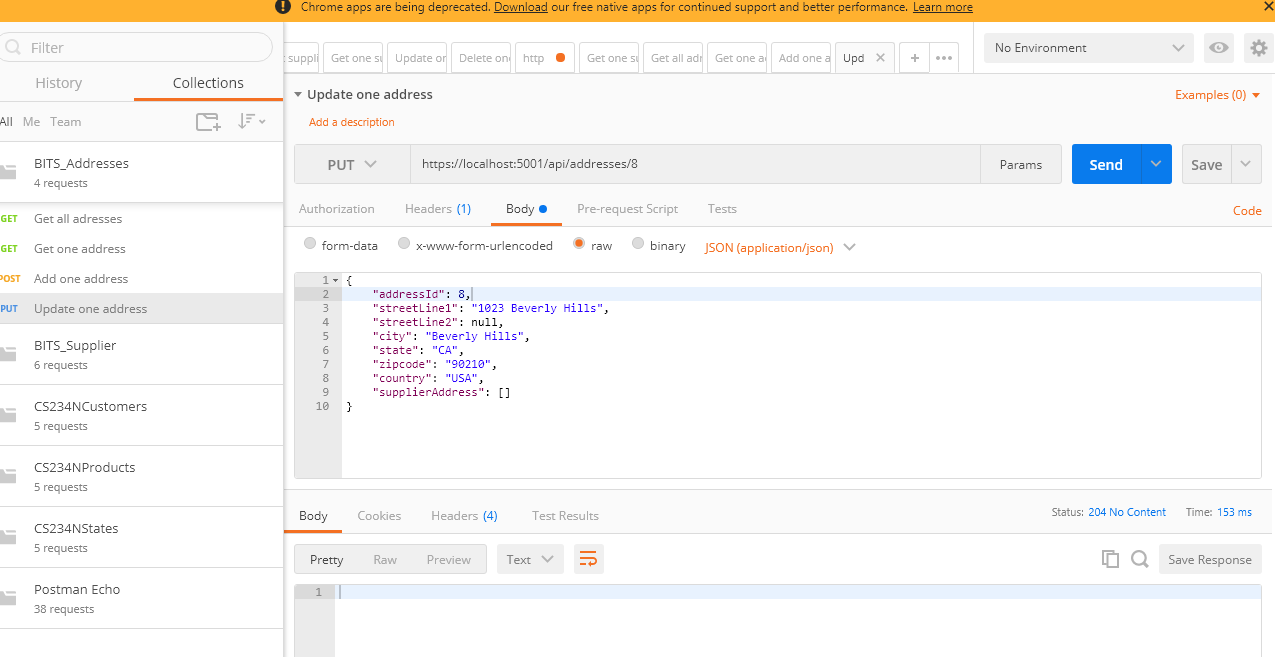 Chrome apps are being deprecated. Download our free native apps for continued support and better performance. Learn more
Filter
History Collections
All Me Team
BITS_Addresses
4 requests
GET Get all adresses
GET Get one address
POST Add one address
PUT Update one address
BITS_Supplier
6 requests
CS234NCustomers
5 requests
CS234NProducts
5 requests
CS234NStates
5 requests
Postman Echo
38 requests
t suppli Get one su Update on Delete one http Get one su Get all adr Get one ad Add one a Upd
No Environment
Update one address
Examples (0)
Add a description
PUT https://localhost:5001/api/addresses/8 Params Send Save
Authorization Headers (1) Body Pre-request Script Tests Code
form-data x-www-form-urlencoded raw binary JSON (application/json)
1 {
2 "addressId": 8,
3 "streetLine1": "1023 Beverly Hills",
4 "streetLine2": null,
5 "city": "Beverly Hills",
6 "state": "CA",
7 "zipcode": "90210",
8 "country": "USA",
9 "supplierAddress": []
10 }
Body Cookies Headers (4) Test Results Status: 204 No Content Time: 153 ms
Pretty Raw Preview Text Save Response
1